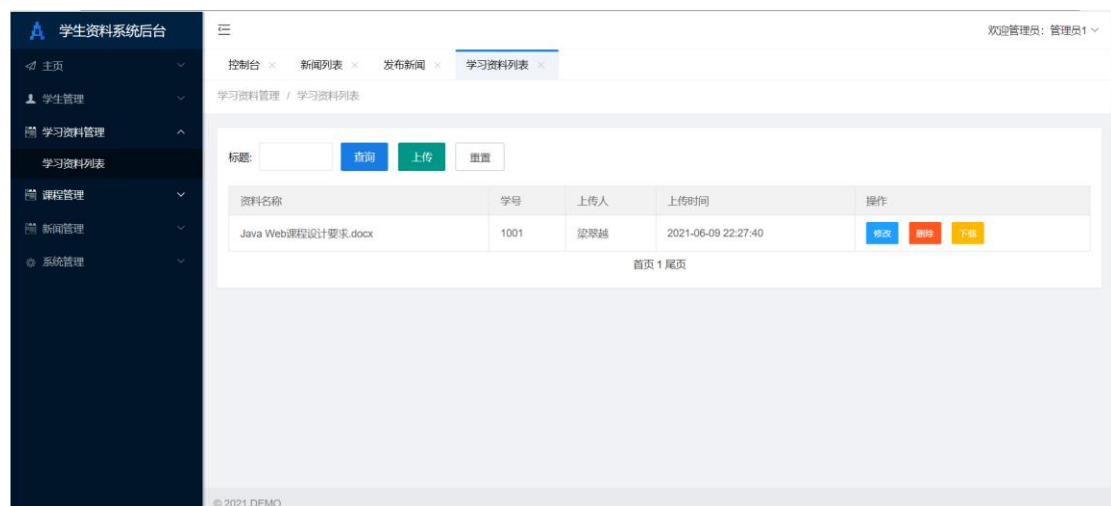 学生资料系统后台
欢迎管理员：管理员1
主页
控制台 新闻列表 发布新闻 学习资料列表
学生管理
学习资料管理 / 学习资料列表
学习资料管理
学习资料列表
标题: 查询 上传 重置
课程管理
资料名称 学号 上传人 上传时间 操作
新闻管理
Java Web课程设计要求.docx 1001 梁翠越 2021-06-09 22:27:40 修改 删除 下载
系统管理
首页 1 尾页
© 2021 DEMO